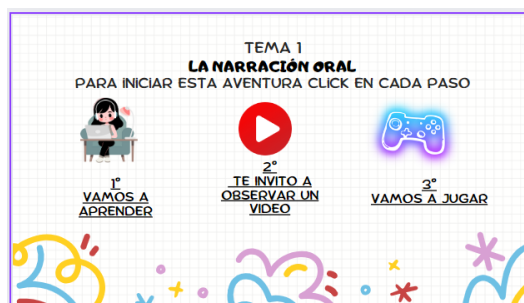 TEMA 1
LA NARRACIÓN ORAL
PARA INICIAR ESTA AVENTURA CLICK EN CADA PASO
1°
VAMOS A
APRENDER
2°
TE INVITO A
OBSERVAR UN
VIDEO
3°
VAMOS A JUGAR